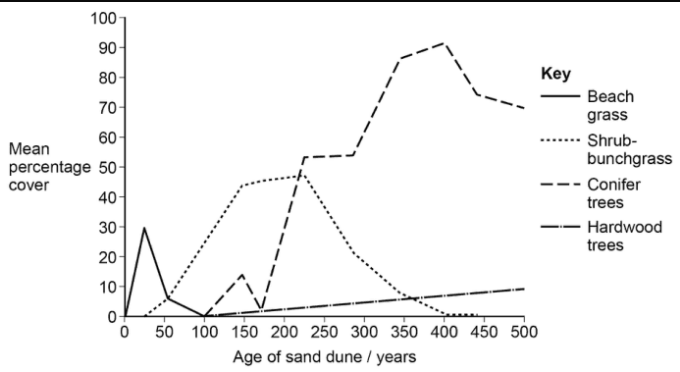 100
90
80
70
60
50
40
30
20
10
0
Mean
percentage
cover
0 50 100 150 200 250 300 350 400 450 500
Age of sand dune / years
Key
Beach
grass
Shrub-
bunchgrass
Conifer
trees
Hardwood
trees